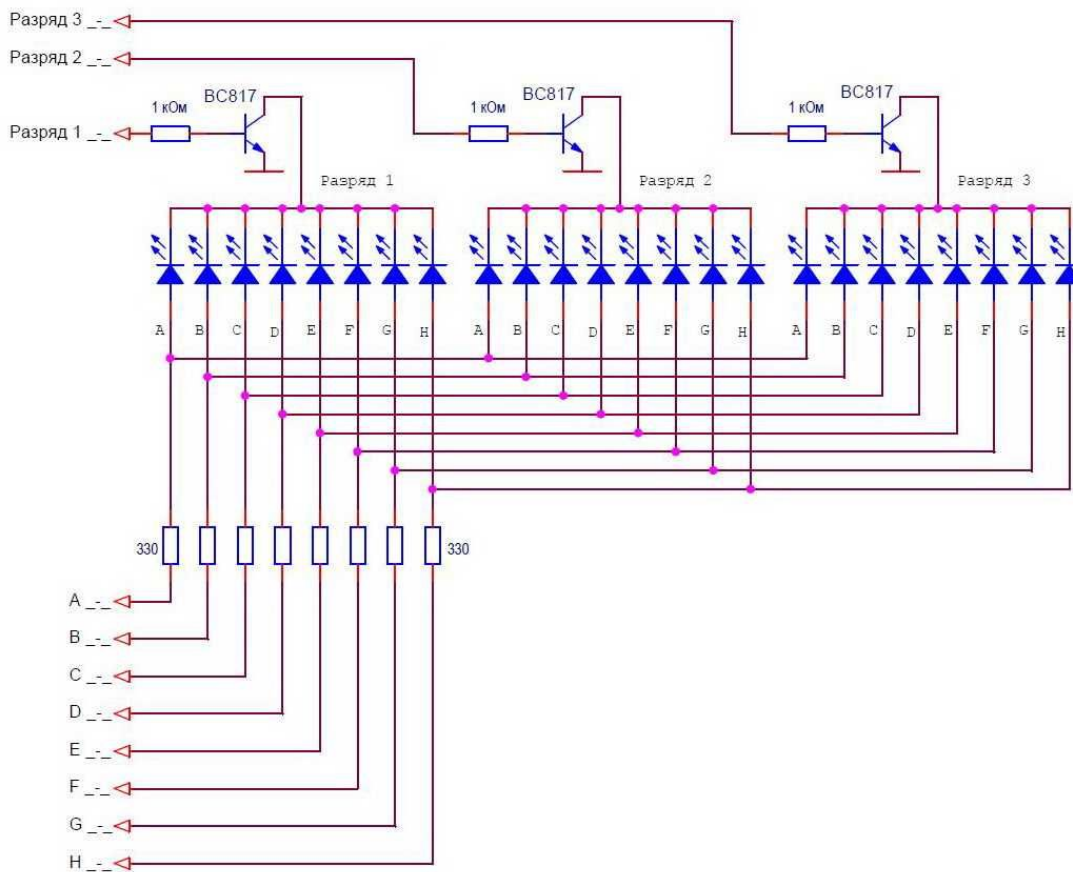 Разряд 3 _-_
Разряд 2 _-_
BC817 BC817 BC817
1 кОм 1 кОм 1 кОм
Разряд 1 _-_
Разряд 1 Разряд 2 Разряд 3
A B C D E F G H A B C D E F G H A B C D E F G H
330 330
A _-_
B _-_
C _-_
D _-_
E _-_
F _-_
G _-_
H _-_